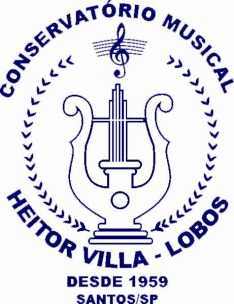 CONSERVATÓRIO MUSICAL
HEITOR VILLA - LOBOS
DESDE 1959
SANTOS/SP